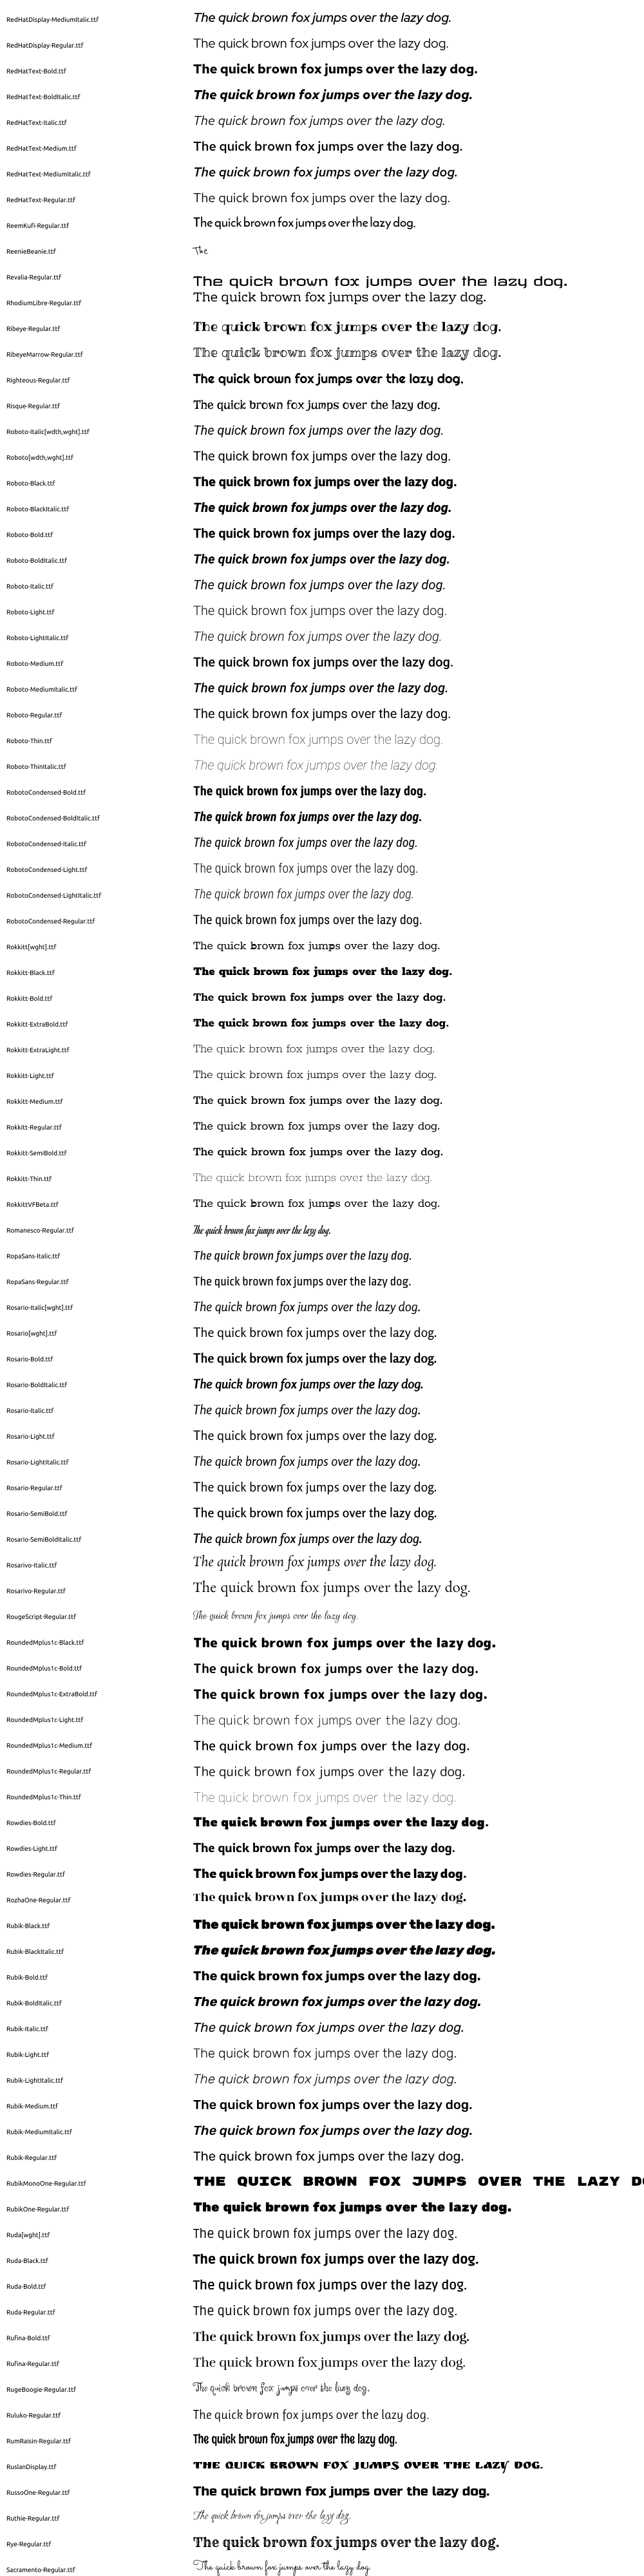 RedHatDisplay-MediumItalic.ttf The quick brown fox jumps over the lazy dog.
RedHatDisplay-Regular.ttf The quick brown fox jumps over the lazy dog.
RedHatText-Bold.ttf The quick brown fox jumps over the lazy dog.
RedHatText-BoldItalic.ttf The quick brown fox jumps over the lazy dog.
RedHatText-Italic.ttf The quick brown fox jumps over the lazy dog.
RedHatText-Medium.ttf The quick brown fox jumps over the lazy dog.
RedHatText-MediumItalic.ttf The quick brown fox jumps over the lazy dog.
RedHatText-Regular.ttf The quick brown fox jumps over the lazy dog.
ReemKufi-Regular.ttf The quick brown fox jumps over the lazy dog.
ReenieBeanie.ttf The
Revalia-Regular.ttf The quick brown fox jumps over the lazy dog.
RhodiumLibre-Regular.ttf The quick brown fox jumps over the lazy dog.
Ribeye-Regular.ttf The quick brown fox jumps over the lazy dog.
RibeyeMarrow-Regular.ttf The quick brown fox jumps over the lazy dog.
Righteous-Regular.ttf The quick brown fox jumps over the lazy dog.
Risque-Regular.ttf The quick brown fox jumps over the lazy dog.
Roboto-Italic[wdth,wght].ttf The quick brown fox jumps over the lazy dog.
Roboto[wdth,wght].ttf The quick brown fox jumps over the lazy dog.
Roboto-Black.ttf The quick brown fox jumps over the lazy dog.
Roboto-BlackItalic.ttf The quick brown fox jumps over the lazy dog.
Roboto-Bold.ttf The quick brown fox jumps over the lazy dog.
Roboto-BoldItalic.ttf The quick brown fox jumps over the lazy dog.
Roboto-Italic.ttf The quick brown fox jumps over the lazy dog.
Roboto-Light.ttf The quick brown fox jumps over the lazy dog.
Roboto-LightItalic.ttf The quick brown fox jumps over the lazy dog.
Roboto-Medium.ttf The quick brown fox jumps over the lazy dog.
Roboto-MediumItalic.ttf The quick brown fox jumps over the lazy dog.
Roboto-Regular.ttf The quick brown fox jumps over the lazy dog.
Roboto-Thin.ttf The quick brown fox jumps over the lazy dog.
Roboto-ThinItalic.ttf The quick brown fox jumps over the lazy dog.
RobotoCondensed-Bold.ttf The quick brown fox jumps over the lazy dog.
RobotoCondensed-BoldItalic.ttf The quick brown fox jumps over the lazy dog.
RobotoCondensed-Italic.ttf The quick brown fox jumps over the lazy dog.
RobotoCondensed-Light.ttf The quick brown fox jumps over the lazy dog.
RobotoCondensed-LightItalic.ttf The quick brown fox jumps over the lazy dog.
RobotoCondensed-Regular.ttf The quick brown fox jumps over the lazy dog.
Rokkitt[wght].ttf The quick brown fox jumps over the lazy dog.
Rokkitt-Black.ttf The quick brown fox jumps over the lazy dog.
Rokkitt-Bold.ttf The quick brown fox jumps over the lazy dog.
Rokkitt-ExtraBold.ttf The quick brown fox jumps over the lazy dog.
Rokkitt-ExtraLight.ttf The quick brown fox jumps over the lazy dog.
Rokkitt-Light.ttf The quick brown fox jumps over the lazy dog.
Rokkitt-Medium.ttf The quick brown fox jumps over the lazy dog.
Rokkitt-Regular.ttf The quick brown fox jumps over the lazy dog.
Rokkitt-SemiBold.ttf The quick brown fox jumps over the lazy dog.
Rokkitt-Thin.ttf The quick brown fox jumps over the lazy dog.
RokkittVFBeta.ttf The quick brown fox jumps over the lazy dog.
Romanesco-Regular.ttf The quick brown fox jumps over the lazy dog.
RopaSans-Italic.ttf The quick brown fox jumps over the lazy dog.
RopaSans-Regular.ttf The quick brown fox jumps over the lazy dog.
Rosario-Italic[wght].ttf The quick brown fox jumps over the lazy dog.
Rosario[wght].ttf The quick brown fox jumps over the lazy dog.
Rosario-Bold.ttf The quick brown fox jumps over the lazy dog.
Rosario-BoldItalic.ttf The quick brown fox jumps over the lazy dog.
Rosario-Italic.ttf The quick brown fox jumps over the lazy dog.
Rosario-Light.ttf The quick brown fox jumps over the lazy dog.
Rosario-LightItalic.ttf The quick brown fox jumps over the lazy dog.
Rosario-Regular.ttf The quick brown fox jumps over the lazy dog.
Rosario-SemiBold.ttf The quick brown fox jumps over the lazy dog.
Rosario-SemiBoldItalic.ttf The quick brown fox jumps over the lazy dog.
Rosarivo-Italic.ttf The quick brown fox jumps over the lazy dog.
Rosarivo-Regular.ttf The quick brown fox jumps over the lazy dog.
RougeScript-Regular.ttf The quick brown fox jumps over the lazy dog.
RoundedMplus1c-Black.ttf The quick brown fox jumps over the lazy dog.
RoundedMplus1c-Bold.ttf The quick brown fox jumps over the lazy dog.
RoundedMplus1c-ExtraBold.ttf The quick brown fox jumps over the lazy dog.
RoundedMplus1c-Light.ttf The quick brown fox jumps over the lazy dog.
RoundedMplus1c-Medium.ttf The quick brown fox jumps over the lazy dog.
RoundedMplus1c-Regular.ttf The quick brown fox jumps over the lazy dog.
RoundedMplus1c-Thin.ttf The quick brown fox jumps over the lazy dog.
Rowdies-Bold.ttf The quick brown fox jumps over the lazy dog.
Rowdies-Light.ttf The quick brown fox jumps over the lazy dog.
Rowdies-Regular.ttf The quick brown fox jumps over the lazy dog.
RozhaOne-Regular.ttf The quick brown fox jumps over the lazy dog.
Rubik-Black.ttf The quick brown fox jumps over the lazy dog.
Rubik-BlackItalic.ttf The quick brown fox jumps over the lazy dog.
Rubik-Bold.ttf The quick brown fox jumps over the lazy dog.
Rubik-BoldItalic.ttf The quick brown fox jumps over the lazy dog.
Rubik-Italic.ttf The quick brown fox jumps over the lazy dog.
Rubik-Light.ttf The quick brown fox jumps over the lazy dog.
Rubik-LightItalic.ttf The quick brown fox jumps over the lazy dog.
Rubik-Medium.ttf The quick brown fox jumps over the lazy dog.
Rubik-MediumItalic.ttf The quick brown fox jumps over the lazy dog.
Rubik-Regular.ttf The quick brown fox jumps over the lazy dog.
RubikMonoOne-Regular.ttf THE QUICK BROWN FOX JUMPS OVER THE LAZY D
RubikOne-Regular.ttf The quick brown fox jumps over the lazy dog.
Ruda[wght].ttf The quick brown fox jumps over the lazy dog.
Ruda-Black.ttf The quick brown fox jumps over the lazy dog.
Ruda-Bold.ttf The quick brown fox jumps over the lazy dog.
Ruda-Regular.ttf The quick brown fox jumps over the lazy dog.
Rufina-Bold.ttf The quick brown fox jumps over the lazy dog.
Rufina-Regular.ttf The quick brown fox jumps over the lazy dog.
RugeBoogie-Regular.ttf The quick brown fox jumps over the lazy dog.
Ruluko-Regular.ttf The quick brown fox jumps over the lazy dog.
RumRaisin-Regular.ttf The quick brown fox jumps over the lazy dog.
RuslanDisplay.ttf THE QUICK BROWN FOX JUMPS OVER THE LAZY DOG.
RussoOne-Regular.ttf The quick brown fox jumps over the lazy dog.
Ruthie-Regular.ttf The quick brown fox jumps over the lazy dog.
Rye-Regular.ttf The quick brown fox jumps over the lazy dog.
Sacramento-Regular.ttf The quick brown fox jumps over the lazy dog.